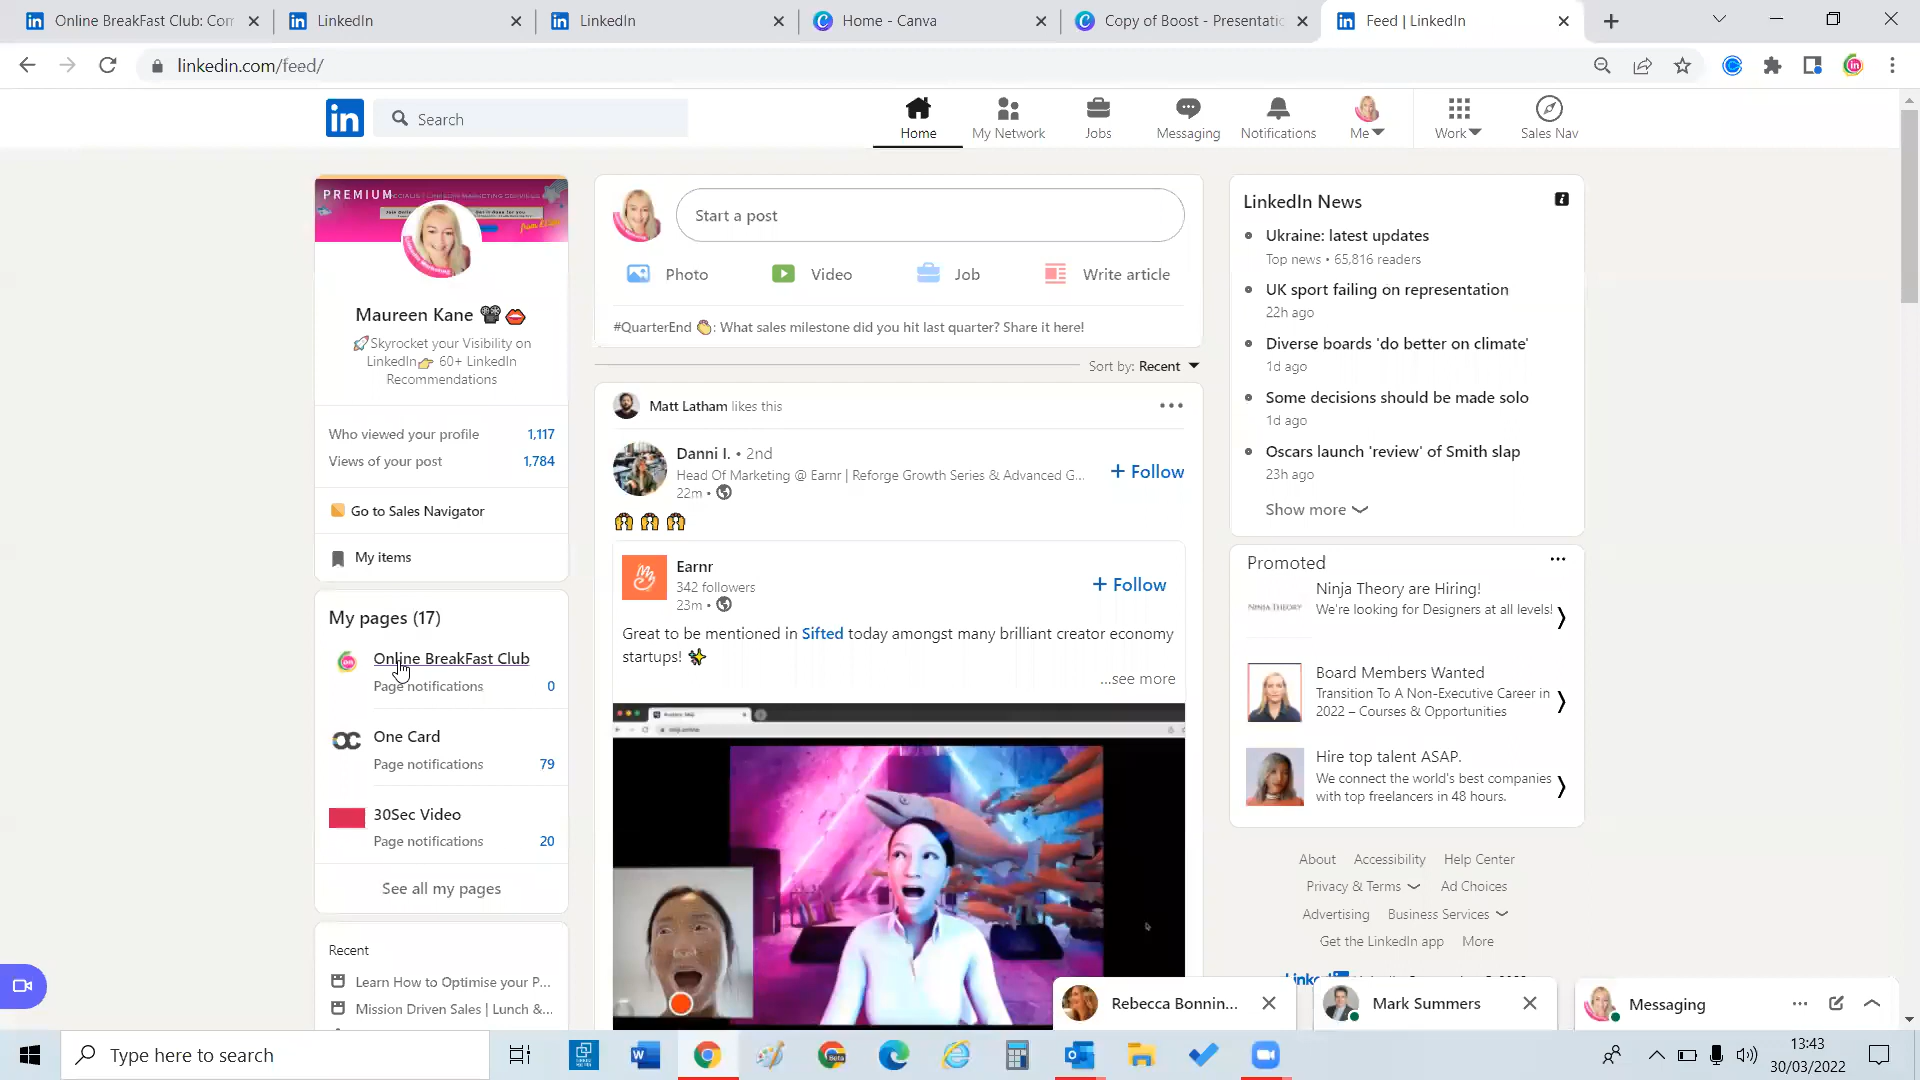 Online BreakFast Club: Com
LinkedIn
LinkedIn
Home - Canva
Copy of Boost - Presentatic
Feed | LinkedIn
linkedin.com/feed/
in
Search
Home
My Network
Jobs
Messaging
Notifications
Me
Work
Sales Nav
PREMIUM
Maureen Kane
Skyrocket your Visibility on
LinkedIn 60+ LinkedIn
Recommendations
Who viewed your profile 1,117
Views of your post 1,784
Go to Sales Navigator
My items
My pages (17)
Online BreakFast Club
Page notifications 0
One Card
Page notifications 79
30Sec Video
Page notifications 20
See all my pages
Recent
Learn How to Optimise your P...
Mission Driven Sales | Lunch &...
Start a post
Photo
Video
Job
Write article
#QuarterEnd : What sales milestone did you hit last quarter? Share it here!
Sort by: Recent
Matt Latham likes this
Danni I. • 2nd
Head Of Marketing @ Earnr | Reforge Growth Series & Advanced G...
22m •
+ Follow
Earnr
342 followers
23m •
+ Follow
Great to be mentioned in Sifted today amongst many brilliant creator economy
startups!
...see more
LinkedIn News
Ukraine: latest updates
Top news • 65,816 readers
UK sport failing on representation
22h ago
Diverse boards 'do better on climate'
1d ago
Some decisions should be made solo
1d ago
Oscars launch 'review' of Smith slap
23h ago
Show more
Promoted
NINJA THEORY
Ninja Theory are Hiring!
We're looking for Designers at all levels!
Board Members Wanted
Transition To A Non-Executive Career in
2022 – Courses & Opportunities
Hire top talent ASAP.
We connect the world's best companies
with top freelancers in 48 hours.
About
Accessibility
Help Center
Privacy & Terms
Ad Choices
Advertising
Business Services
Get the LinkedIn app
More
Rebecca Bonnin...
Mark Summers
Messaging
Type here to search
13:43
30/03/2022